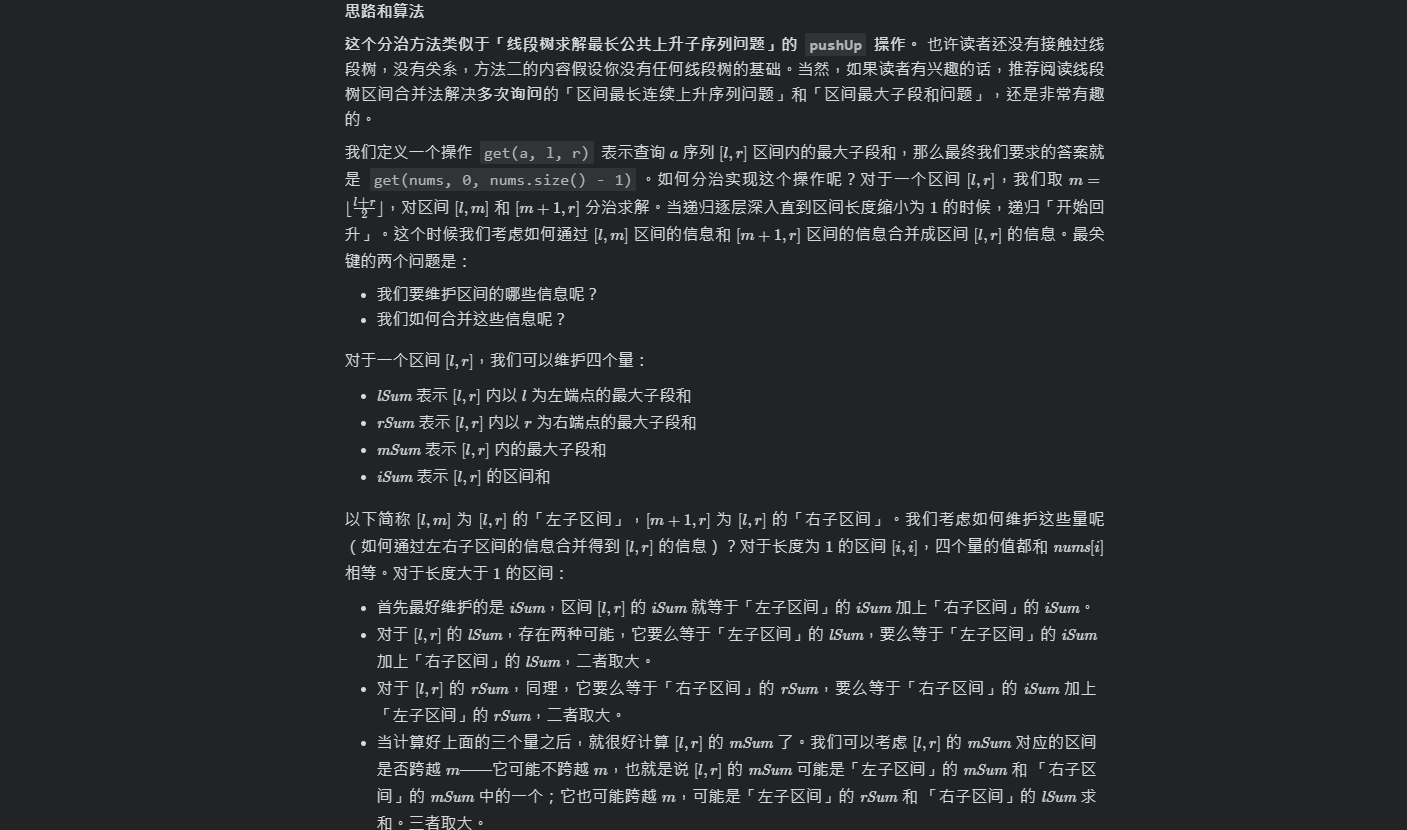 思路和算法
这个分治方法类似于「线段树求解最长公共上升子序列问题」的 pushUp 操作。 也许读者还没有接触过线
段树，没有关系，方法二的内容假设你没有任何线段树的基础。当然，如果读者有兴趣的话，推荐阅读线段
树区间合并法解决多次询问的「区间最长连续上升序列问题」和「区间最大子段和问题」，还是非常有趣
的。
我们定义一个操作 get(a, l, r) 表示查询 a 序列 [l, r] 区间内的最大子段和，那么最终我们要求的答案就
是 get(nums, 0, nums.size() - 1) 。如何分治实现这个操作呢？对于一个区间 [l, r]，我们取 m =
⌊(l+r)/2⌋，对区间 [l, m] 和 [m + 1, r] 分治求解。当递归逐层深入直到区间长度缩小为 1 的时候，递归「开始回
升」。这个时候我们考虑如何通过 [l, m] 区间的信息和 [m + 1, r] 区间的信息合并成区间 [l, r] 的信息。最关
键的两个问题是：
• 我们要维护区间的哪些信息呢？
• 我们如何合并这些信息呢？
对于一个区间 [l, r]，我们可以维护四个量：
• lSum 表示 [l, r] 内以 l 为左端点的最大子段和
• rSum 表示 [l, r] 内以 r 为右端点的最大子段和
• mSum 表示 [l, r] 内的最大子段和
• iSum 表示 [l, r] 的区间和
以下简称 [l, m] 为 [l, r] 的「左子区间」，[m + 1, r] 为 [l, r] 的「右子区间」。我们考虑如何维护这些量呢
（如何通过左右子区间的信息合并得到 [l, r] 的信息）？对于长度为 1 的区间 [i, i]，四个量的值都和 nums[i]
相等。对于长度大于 1 的区间：
• 首先最好维护的是 iSum，区间 [l, r] 的 iSum 就等于「左子区间」的 iSum 加上「右子区间」的 iSum。
• 对于 [l, r] 的 lSum，存在两种可能，它要么等于「左子区间」的 lSum，要么等于「左子区间」的 iSum
加上「右子区间」的 lSum，二者取大。
• 对于 [l, r] 的 rSum，同理，它要么等于「右子区间」的 rSum，要么等于「右子区间」的 iSum 加上
「左子区间」的 rSum，二者取大。
• 当计算好上面的三个量之后，就很好计算 [l, r] 的 mSum 了。我们可以考虑 [l, r] 的 mSum 对应的区间
是否跨越 m——它可能不跨越 m，也就是说 [l, r] 的 mSum 可能是「左子区间」的 mSum 和 「右子区
间」的 mSum 中的一个；它也可能跨越 m，可能是「左子区间」的 rSum 和 「右子区间」的 lSum 求
和。三者取大。